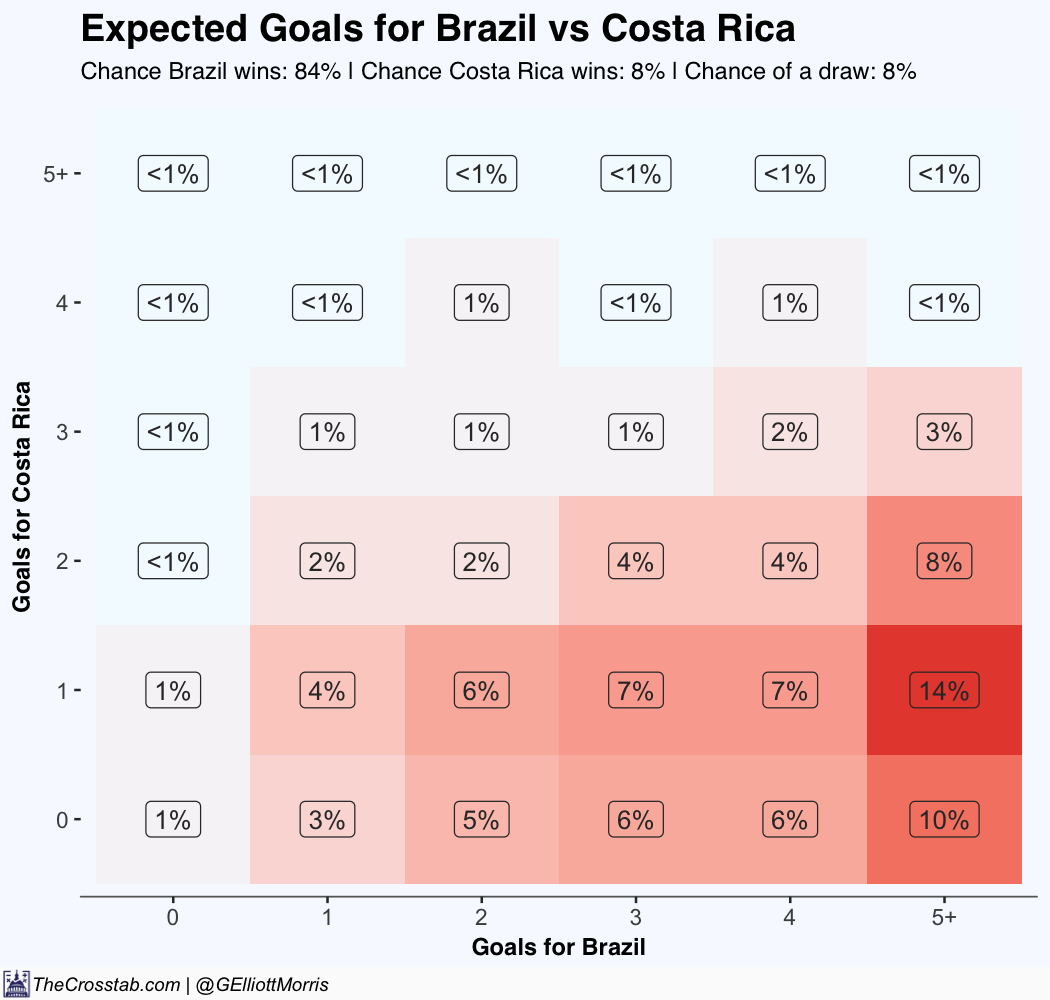 Expected Goals for Brazil vs Costa Rica
Chance Brazil wins: 84% | Chance Costa Rica wins: 8% | Chance of a draw: 8%
Goals for Costa Rica
5+ <1% <1% <1% <1% <1% <1%
4 <1% <1% 1% <1% 1% <1%
3 <1% 1% 1% 1% 2% 3%
2 <1% 2% 2% 4% 4% 8%
1 1% 4% 6% 7% 7% 14%
0 1% 3% 5% 6% 6% 10%
0 1 2 3 4 5+
Goals for Brazil
TheCrosstab.com | @GElliottMorris